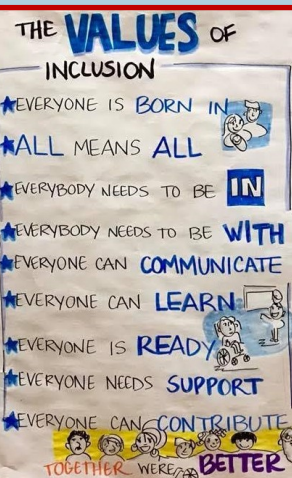 THE VALUES OF
INCLUSION
EVERYONE IS BORN IN
ALL MEANS ALL
EVERYBODY NEEDS TO BE IN
EVERYBODY NEEDS TO BE WITH
EVERYONE CAN COMMUNICATE
EVERYONE CAN LEARN
EVERYONE IS READY
EVERYONE NEEDS SUPPORT
EVERYONE CAN CONTRIBUTE
TOGETHER WERE BETTER